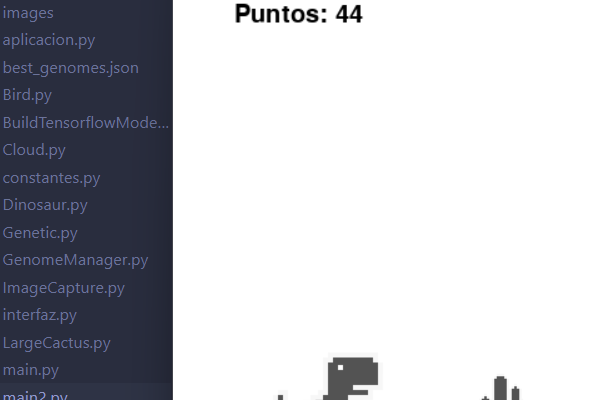 images
aplicacion.py
best_genomes.json
Bird.py
BuildTensorflowMode...
Cloud.py
constantes.py
Dinosaur.py
Genetic.py
GenomeManager.py
ImageCapture.py
interfaz.py
LargeCactus.py
main.py
main2.py
Puntos: 44